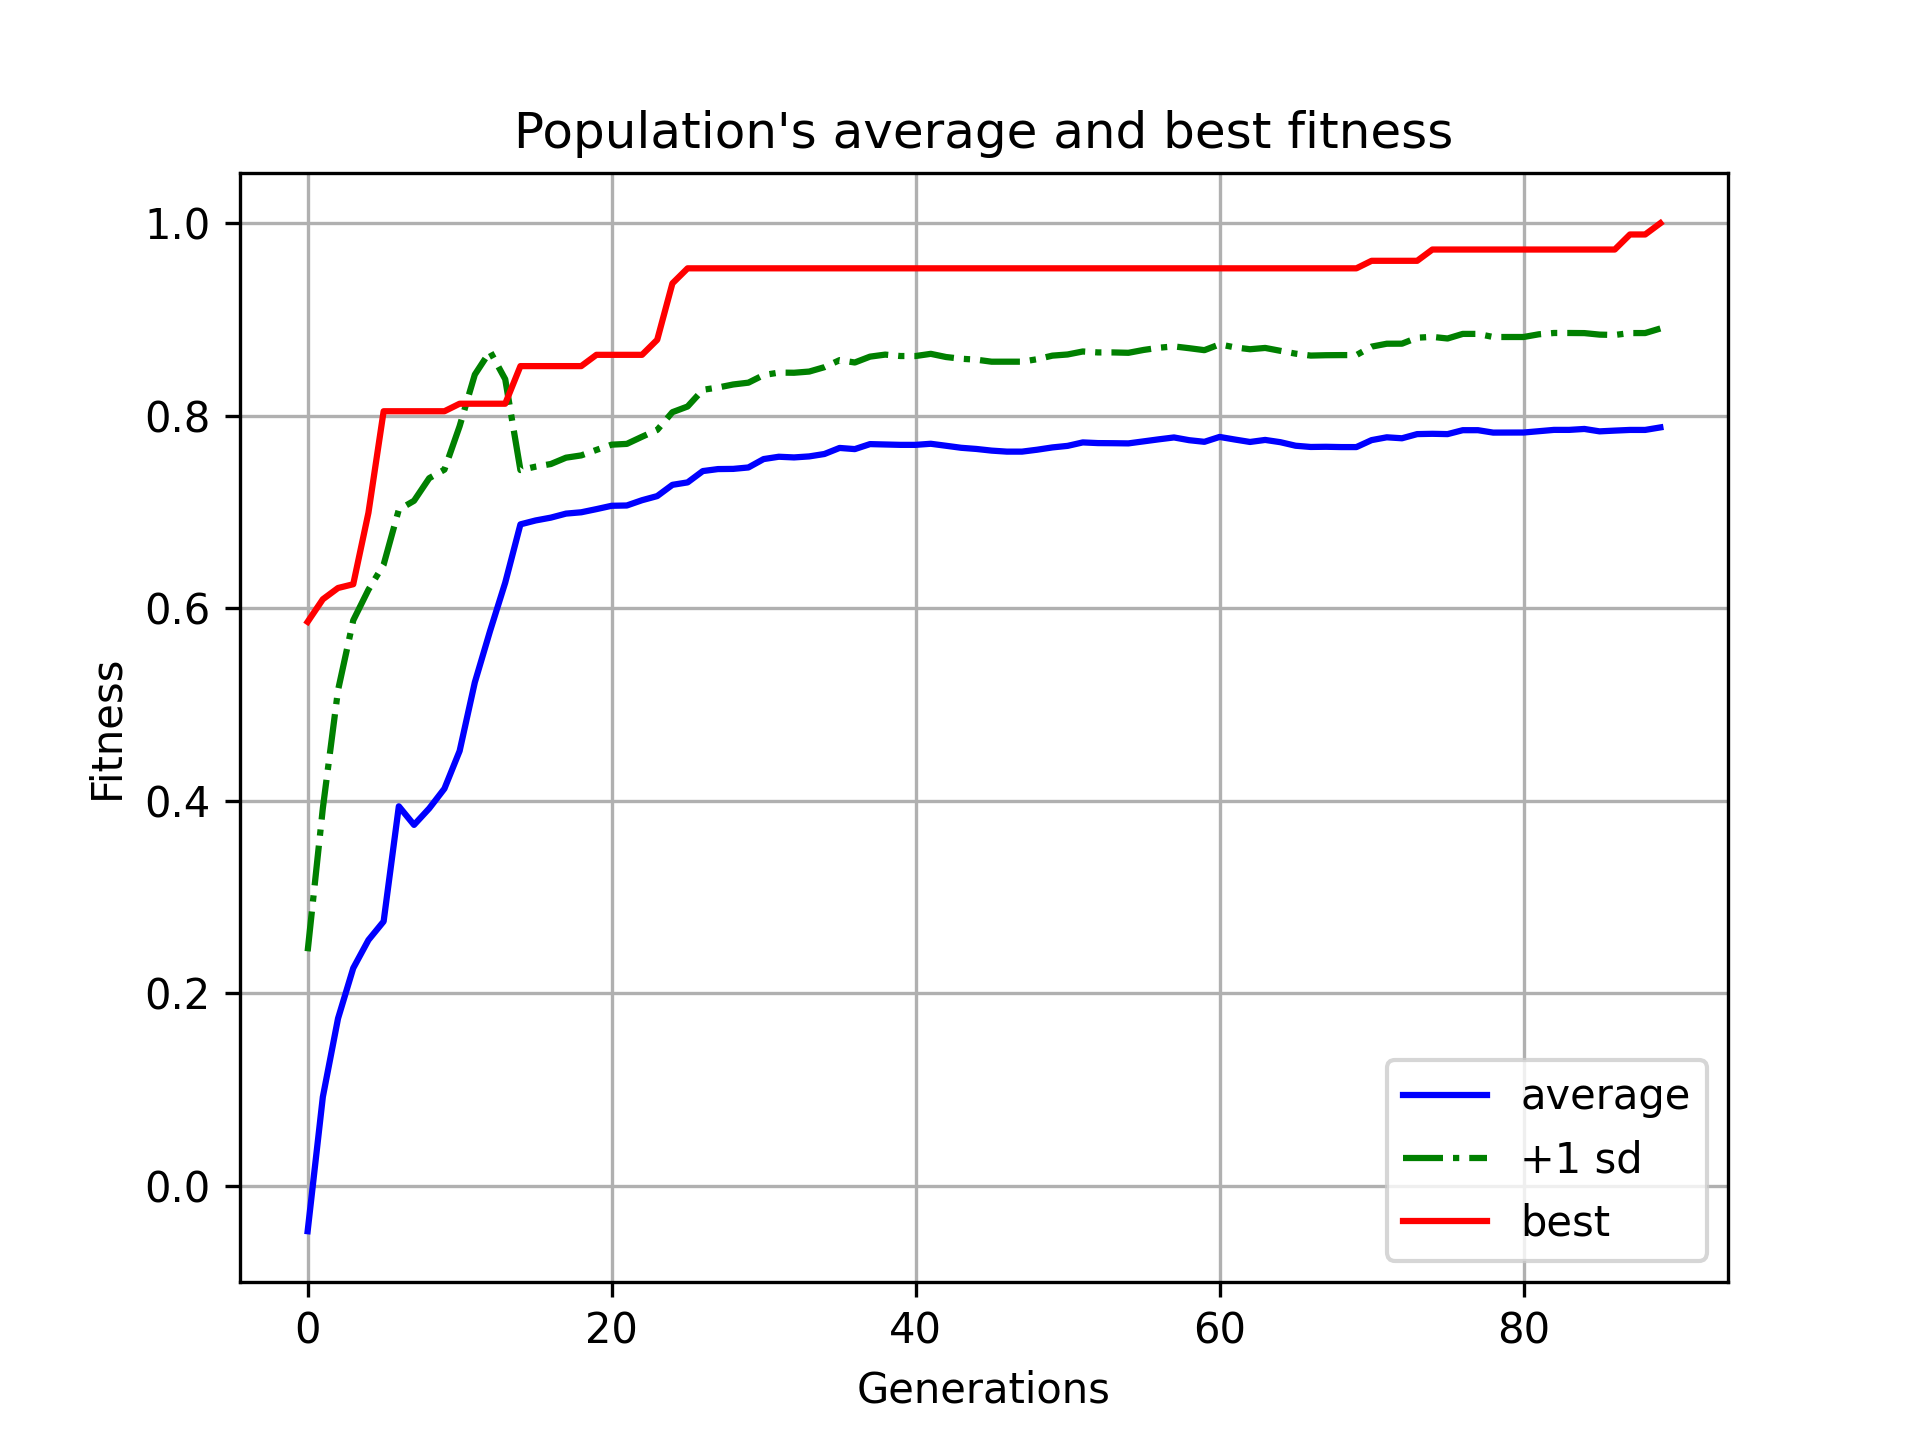 Population's average and best fitness
1.0
0.8
0.6
0.4
0.2
0.0
Fitness
0 20 40 60 80
Generations
average
+1 sd
best